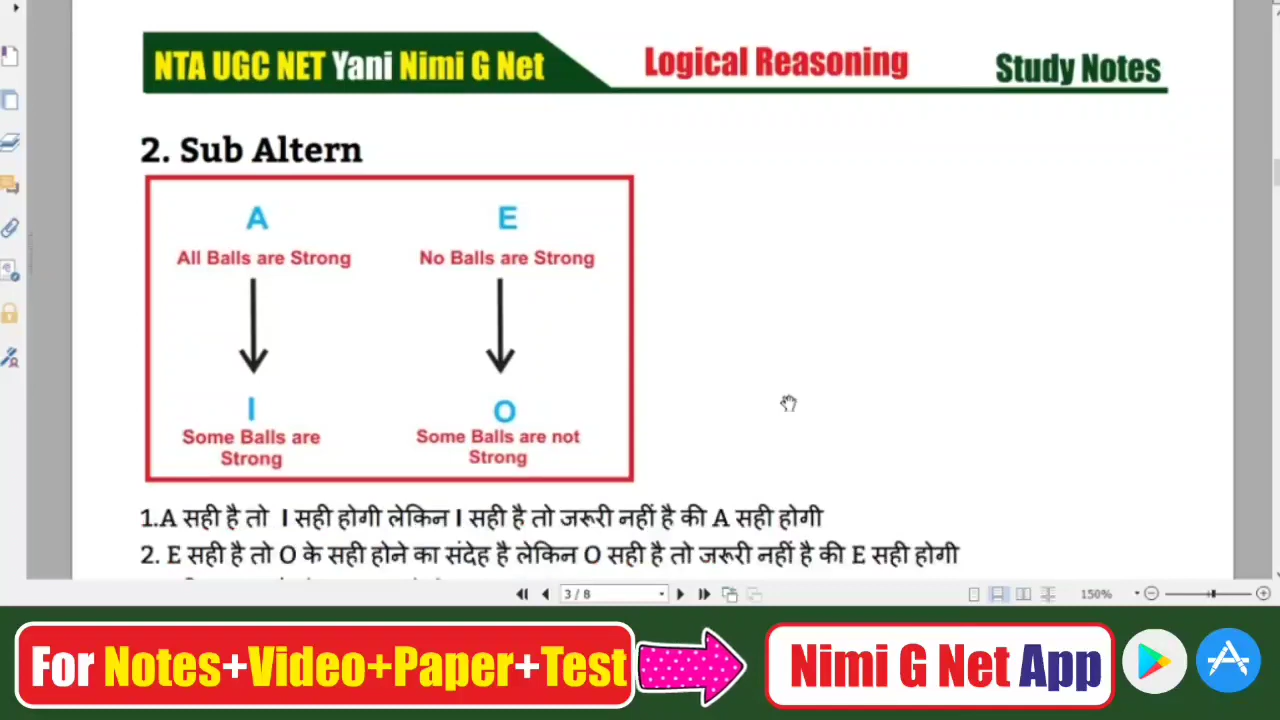 NTA UGC NET Yani Nimi G Net
Logical Reasoning
Study Notes
2. Sub Altern
A
E
All Balls are Strong
No Balls are Strong
I
O
Some Balls are
Strong
Some Balls are not
Strong
1.A सही है तो I सही होगी लेकिन I सही है तो जरूरी नहीं है की A सही होगी
2. E सही है तो O के सही होने का संदेह है लेकिन O सही है तो जरूरी नहीं है की E सही होगी
3 / 8
150%
For Notes+Video+Paper+Test
Nimi G Net App